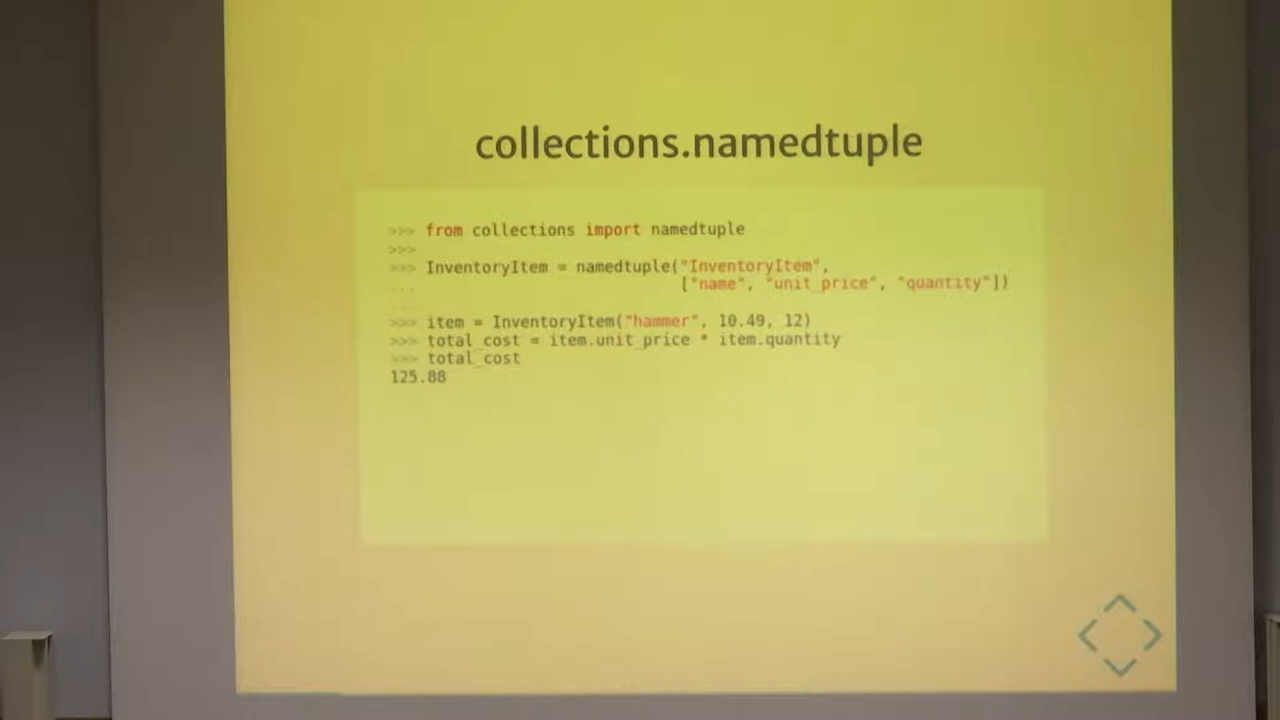 collections.namedtuple
>>> from collections import namedtuple
>>>
>>> InventoryItem = namedtuple("InventoryItem",
...                            ["name", "unit_price", "quantity"])
...
>>> item = InventoryItem("hammer", 10.49, 12)
>>> total_cost = item.unit_price * item.quantity
>>> total_cost
125.88